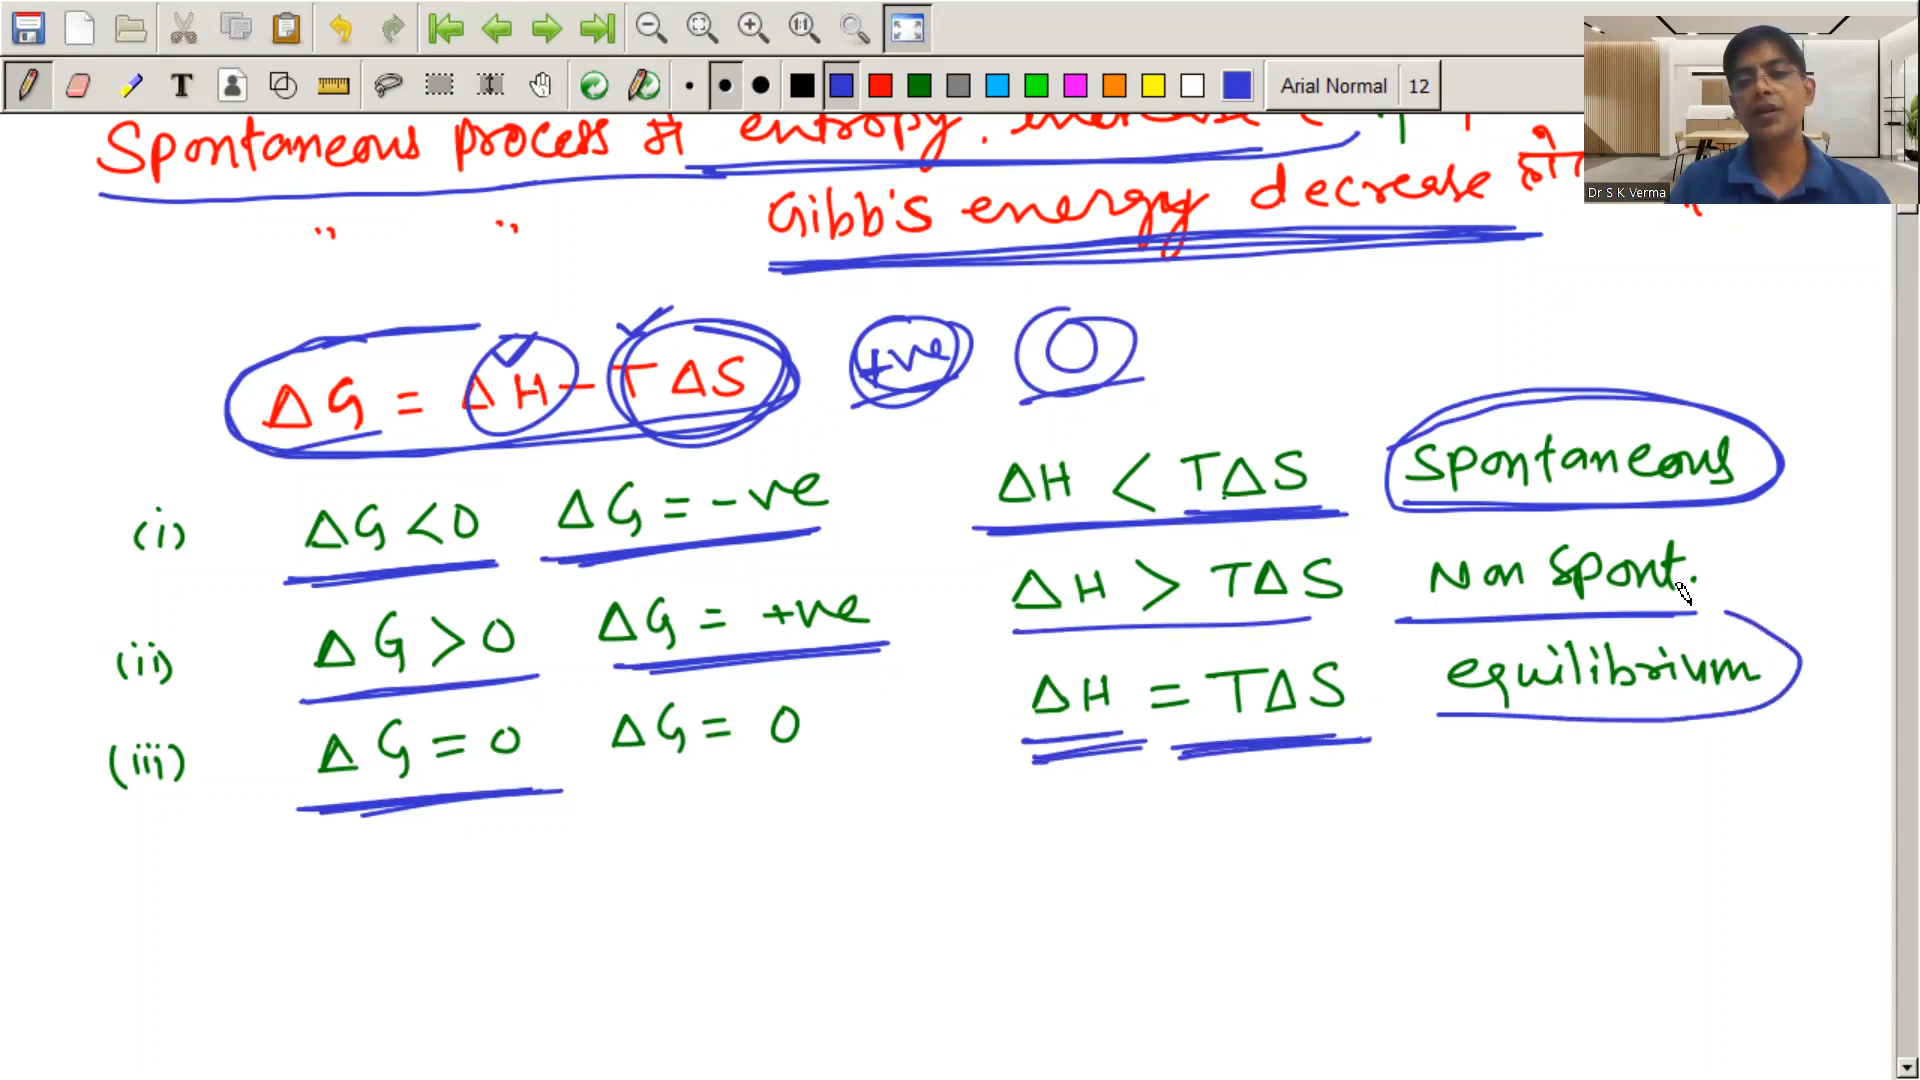 Arial Normal 12
Dr S K Verma
Spontaneous process में entropy increase
" " Gibb's energy decrease
ΔG = ΔH - TΔS +ve 0
(i) ΔG < 0 ΔG = -ve ΔH < TΔS Spontaneous
(ii) ΔG > 0 ΔG = +ve ΔH > TΔS Non Spont.
(iii) ΔG = 0 ΔG = 0 ΔH = TΔS equilibrium